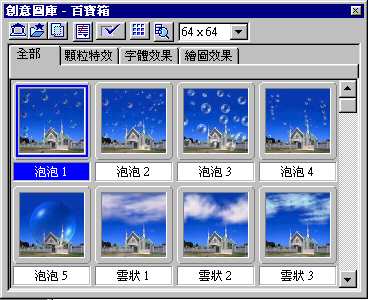 創意圖庫 - 百寶箱
64 x 64
全部 顆粒特效 字體效果 繪圖效果
泡泡 1 泡泡 2 泡泡 3 泡泡 4
泡泡 5 雲狀 1 雲狀 2 雲狀 3